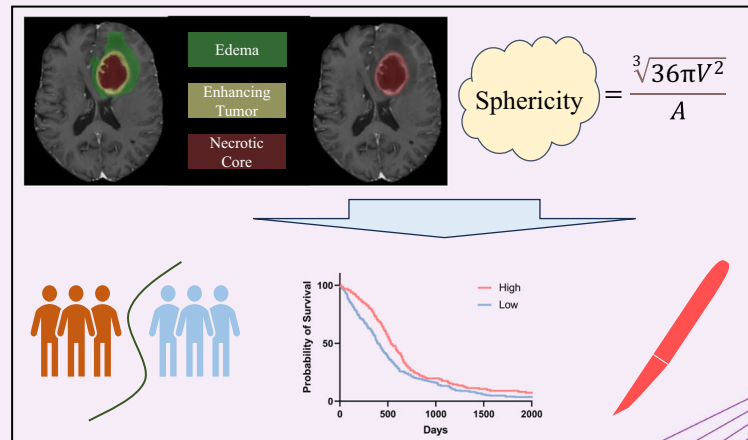 Edema
Enhancing
Tumor
Necrotic
Core
Sphericity = ∛36πV² / A
Probability of Survival
100
50
0
0 500 1000 1500 2000
Days
High
Low